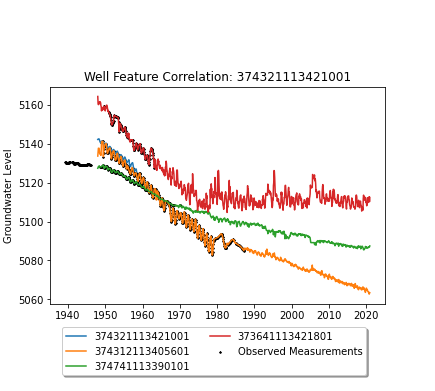 Well Feature Correlation: 374321113421001
5160
5140
5120
5100
5080
5060
Groundwater Level
1940 1950 1960 1970 1980 1990 2000 2010 2020
374321113421001 373641113421801
374312113405601 Observed Measurements
374741113390101